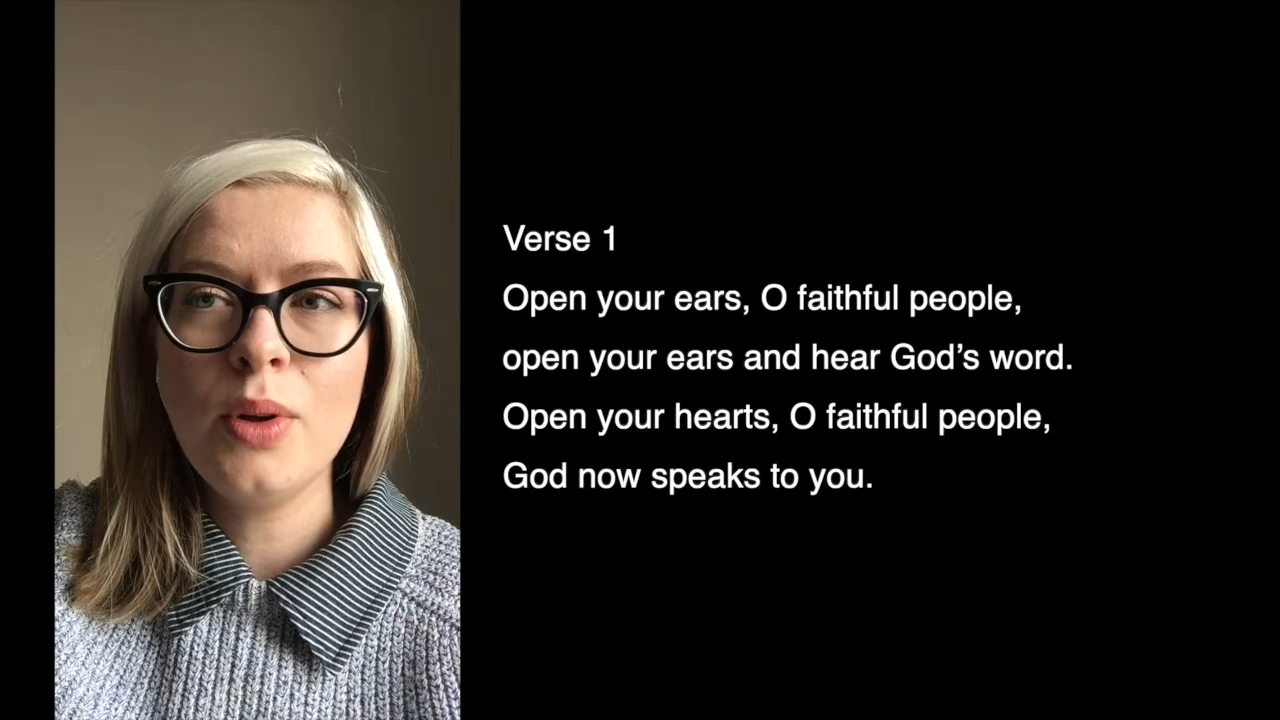 Verse 1
Open your ears, O faithful people,
open your ears and hear God’s word.
Open your hearts, O faithful people,
God now speaks to you.